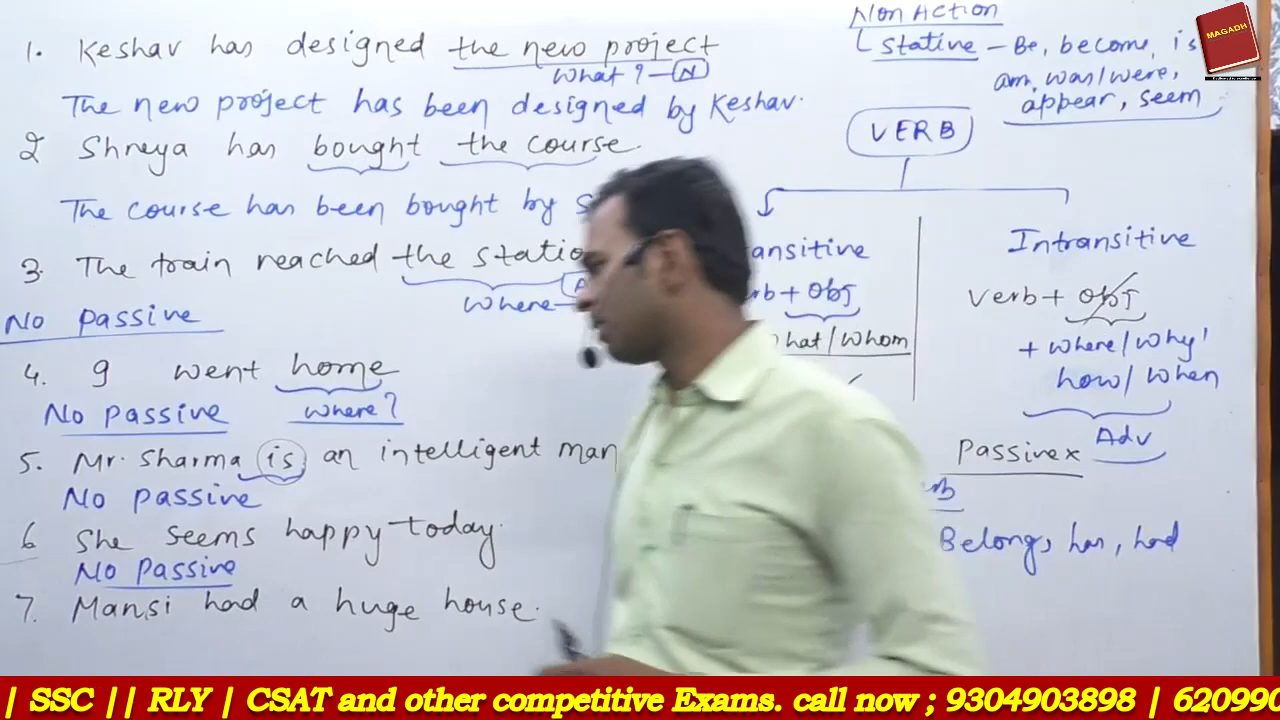 1. Keshav has designed the new project
What? — N
The new project has been designed by Keshav.
2 Shreya has bought the course.
The course has been bought by S
3. The train reached the statio
Where — A
No passive
4. I went home
No passive where?
5. Mr. Sharma is an intelligent man
No passive
6 She seems happy today.
No passive
7. Mansi had a huge house.
Non Action
Stative – Be, become, is
am, was/were,
appear, seem
VERB
ansitive
rb + obj
hat/whom
Intransitive
verb + obj
+ where/why/
how/when
Adv
Passive x
rb
Belong, has, had
MAGADH
| SSC || RLY | CSAT and other competitive Exams. call now ; 9304903898 | 620990